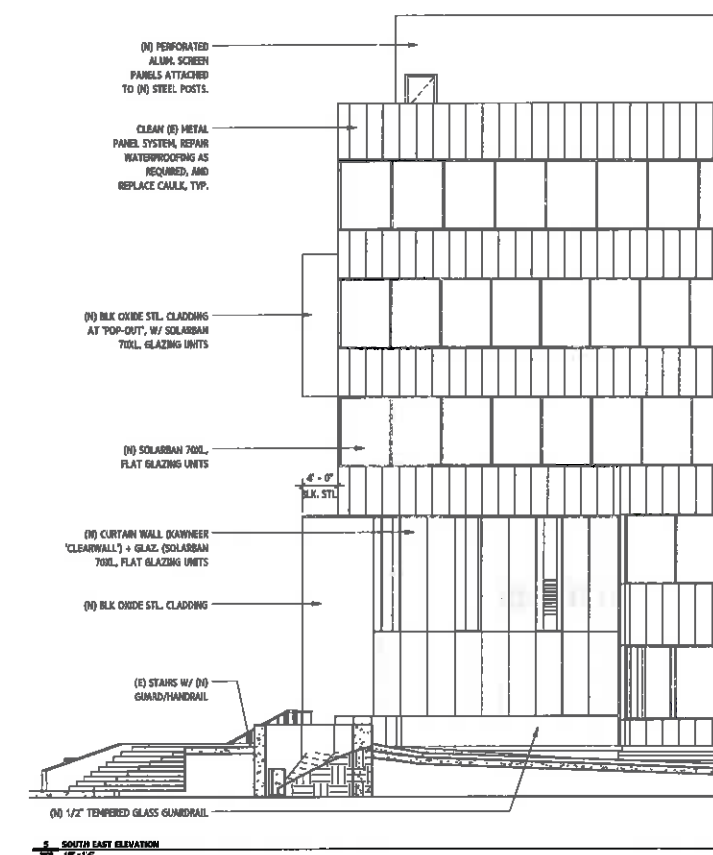 (N) PERFORATED
ALUM. SCREEN
PANELS ATTACHED
TO (N) STEEL POSTS.
CLEAN (E) METAL
PANEL SYSTEM, REPAIR
WATERPROOFING AS
REQUIRED, AND
REPLACE CAULK, TYP.
(N) BLK OXIDE STL. CLADDING
AT 'POP-OUT', W/ SOLARBAN
70XL. GLAZING UNITS
(N) SOLARBAN 70XL,
FLAT GLAZING UNITS
4' - 0"
BLK. STL
(N) CURTAIN WALL (KAWNEER
'CLEARWALL') + GLAZ. (SOLARBAN
70XL, FLAT GLAZING UNITS
(N) BLK OXIDE STL. CLADDING
(E) STAIRS W/ (N)
GUARD/HANDRAIL
(N) 1/2" TEMPERED GLASS GUARDRAIL
5 SOUTH EAST ELEVATION